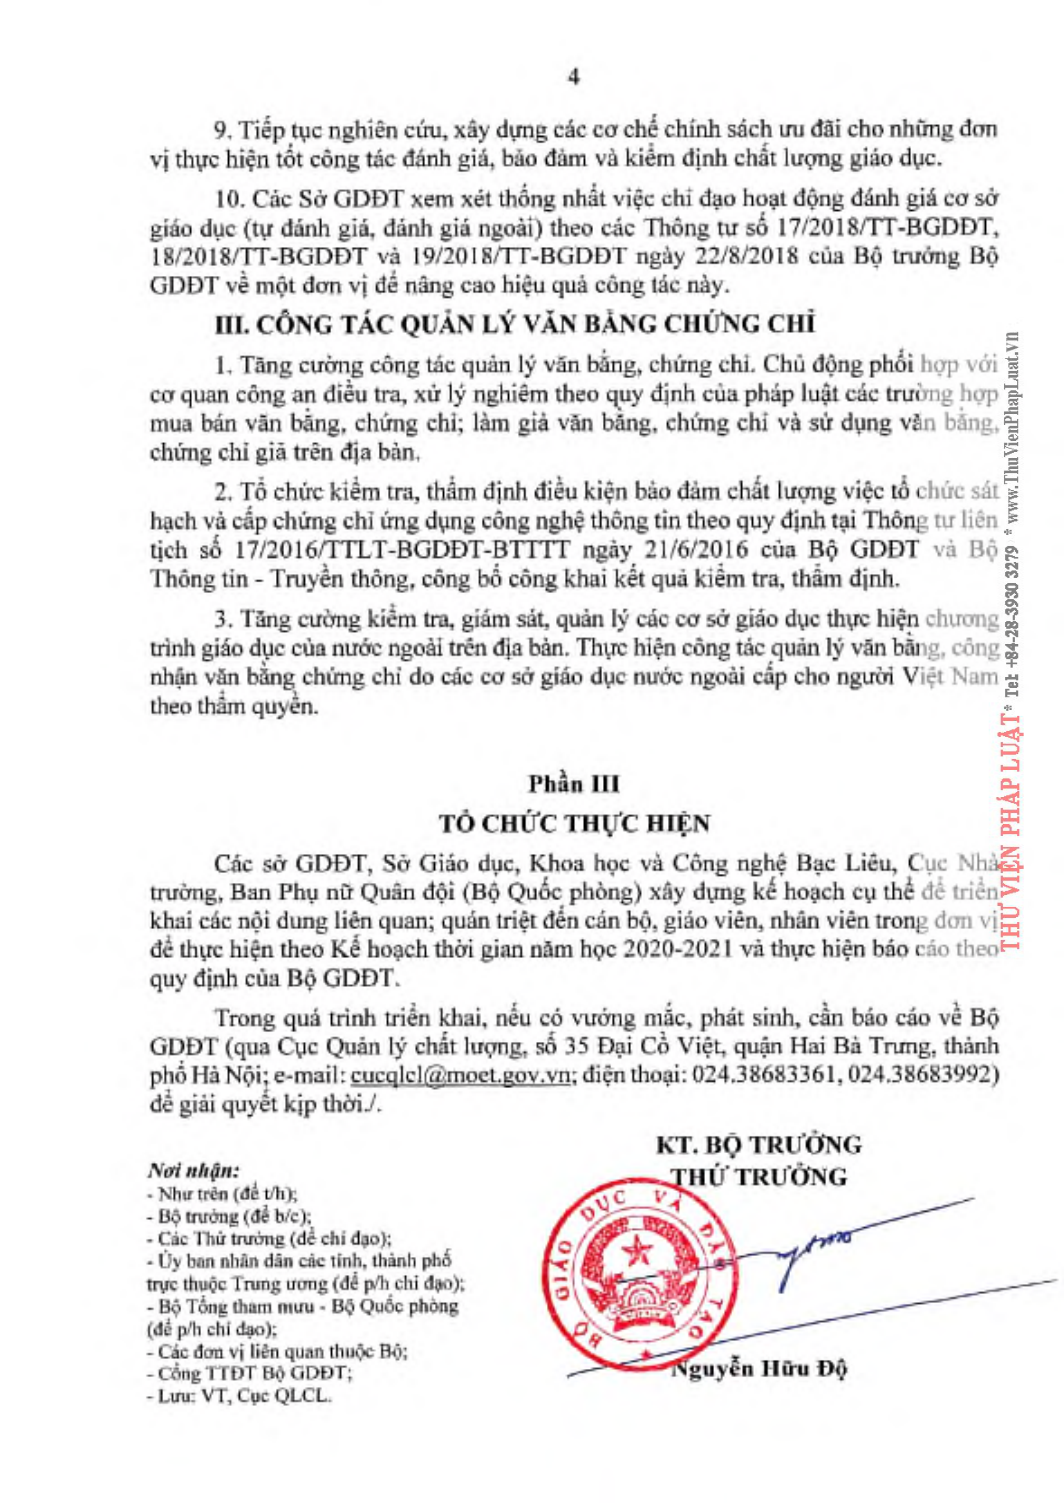 4
9. Tiếp tục nghiên cứu, xây dựng các cơ chế chính sách ưu đãi cho những đơn
vị thực hiện tốt công tác đánh giá, bảo đảm và kiểm định chất lượng giáo dục.
10. Các Sở GDĐT xem xét thống nhất việc chỉ đạo hoạt động đánh giá cơ sở
giáo dục (tự đánh giá, đánh giá ngoài) theo các Thông tư số 17/2018/TT-BGDĐT,
18/2018/TT-BGDĐT và 19/2018/TT-BGDĐT ngày 22/8/2018 của Bộ trưởng Bộ
GDĐT về một đơn vị để nâng cao hiệu quả công tác này.
III. CÔNG TÁC QUẢN LÝ VĂN BẰNG CHỨNG CHỈ
1. Tăng cường công tác quản lý văn bằng, chứng chỉ. Chủ động phối hợp với
cơ quan công an điều tra, xử lý nghiêm theo quy định của pháp luật các trường hợp
mua bán văn bằng, chứng chỉ; làm giả văn bằng, chứng chỉ và sử dụng văn bằng,
chứng chỉ giả trên địa bàn.
2. Tổ chức kiểm tra, thẩm định điều kiện bảo đảm chất lượng việc tổ chức sát
hạch và cấp chứng chỉ ứng dụng công nghệ thông tin theo quy định tại Thông tư liên
tịch số 17/2016/TTLT-BGDĐT-BTTTT ngày 21/6/2016 của Bộ GDĐT và Bộ
Thông tin - Truyền thông, công bố công khai kết quả kiểm tra, thẩm định.
3. Tăng cường kiểm tra, giám sát, quản lý các cơ sở giáo dục thực hiện chương
trình giáo dục của nước ngoài trên địa bàn. Thực hiện công tác quản lý văn bằng, công
nhận văn bằng chứng chỉ do các cơ sở giáo dục nước ngoài cấp cho người Việt Nam
theo thẩm quyền.
Phần III
TỔ CHỨC THỰC HIỆN
Các sở GDĐT, Sở Giáo dục, Khoa học và Công nghệ Bạc Liêu, Cục Nhà
trường, Ban Phụ nữ Quân đội (Bộ Quốc phòng) xây dựng kế hoạch cụ thể để triển
khai các nội dung liên quan; quán triệt đến cán bộ, giáo viên, nhân viên trong đơn vị
để thực hiện theo Kế hoạch thời gian năm học 2020-2021 và thực hiện báo cáo theo
quy định của Bộ GDĐT.
Trong quá trình triển khai, nếu có vướng mắc, phát sinh, cần báo cáo về Bộ
GDĐT (qua Cục Quản lý chất lượng, số 35 Đại Cồ Việt, quận Hai Bà Trưng, thành
phố Hà Nội; e-mail: cucqlcl@moet.gov.vn; điện thoại: 024.38683361, 024.38683992)
để giải quyết kịp thời./.
KT. BỘ TRƯỞNG
THỨ TRƯỞNG
BỘ GIÁO DỤC VÀ ĐÀO TẠO
Nguyễn Hữu Độ
Nơi nhận:
- Như trên (để t/h);
- Bộ trưởng (để b/c);
- Các Thứ trưởng (để chỉ đạo);
- Ủy ban nhân dân các tỉnh, thành phố
trực thuộc Trung ương (để p/h chỉ đạo);
- Bộ Tổng tham mưu - Bộ Quốc phòng
(để p/h chỉ đạo);
- Các đơn vị liên quan thuộc Bộ;
- Cổng TTĐT Bộ GDĐT;
- Lưu: VT, Cục QLCL.
THƯ VIỆN PHÁP LUẬT * Tel: +84-28-3930 3279 * www.ThuVienPhapLuat.vn